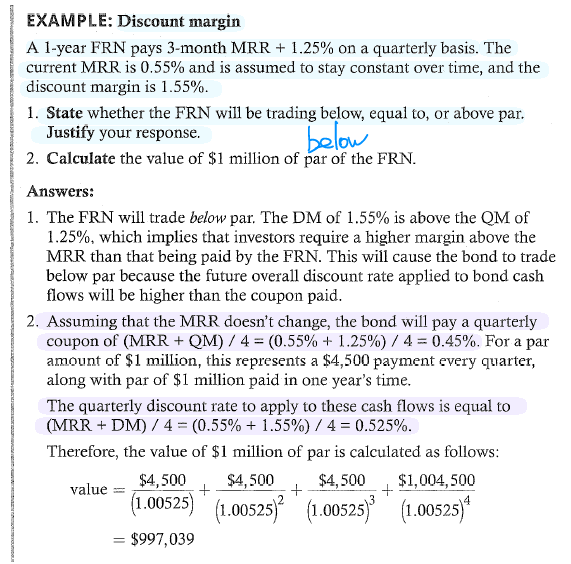 EXAMPLE: Discount margin
A 1-year FRN pays 3-month MRR + 1.25% on a quarterly basis. The
current MRR is 0.55% and is assumed to stay constant over time, and the
discount margin is 1.55%.
1. State whether the FRN will be trading below, equal to, or above par.
Justify your response.
below
2. Calculate the value of $1 million of par of the FRN.
Answers:
1. The FRN will trade below par. The DM of 1.55% is above the QM of
1.25%, which implies that investors require a higher margin above the
MRR than that being paid by the FRN. This will cause the bond to trade
below par because the future overall discount rate applied to bond cash
flows will be higher than the coupon paid.
2. Assuming that the MRR doesn't change, the bond will pay a quarterly
coupon of (MRR + QM) / 4 = (0.55% + 1.25%) / 4 = 0.45%. For a par
amount of $1 million, this represents a $4,500 payment every quarter,
along with par of $1 million paid in one year's time.
The quarterly discount rate to apply to these cash flows is equal to
(MRR + DM) / 4 = (0.55% + 1.55%) / 4 = 0.525%.
Therefore, the value of $1 million of par is calculated as follows:
value = $4,500/(1.00525) + $4,500/(1.00525)² + $4,500/(1.00525)³ + $1,004,500/(1.00525)⁴
= $997,039